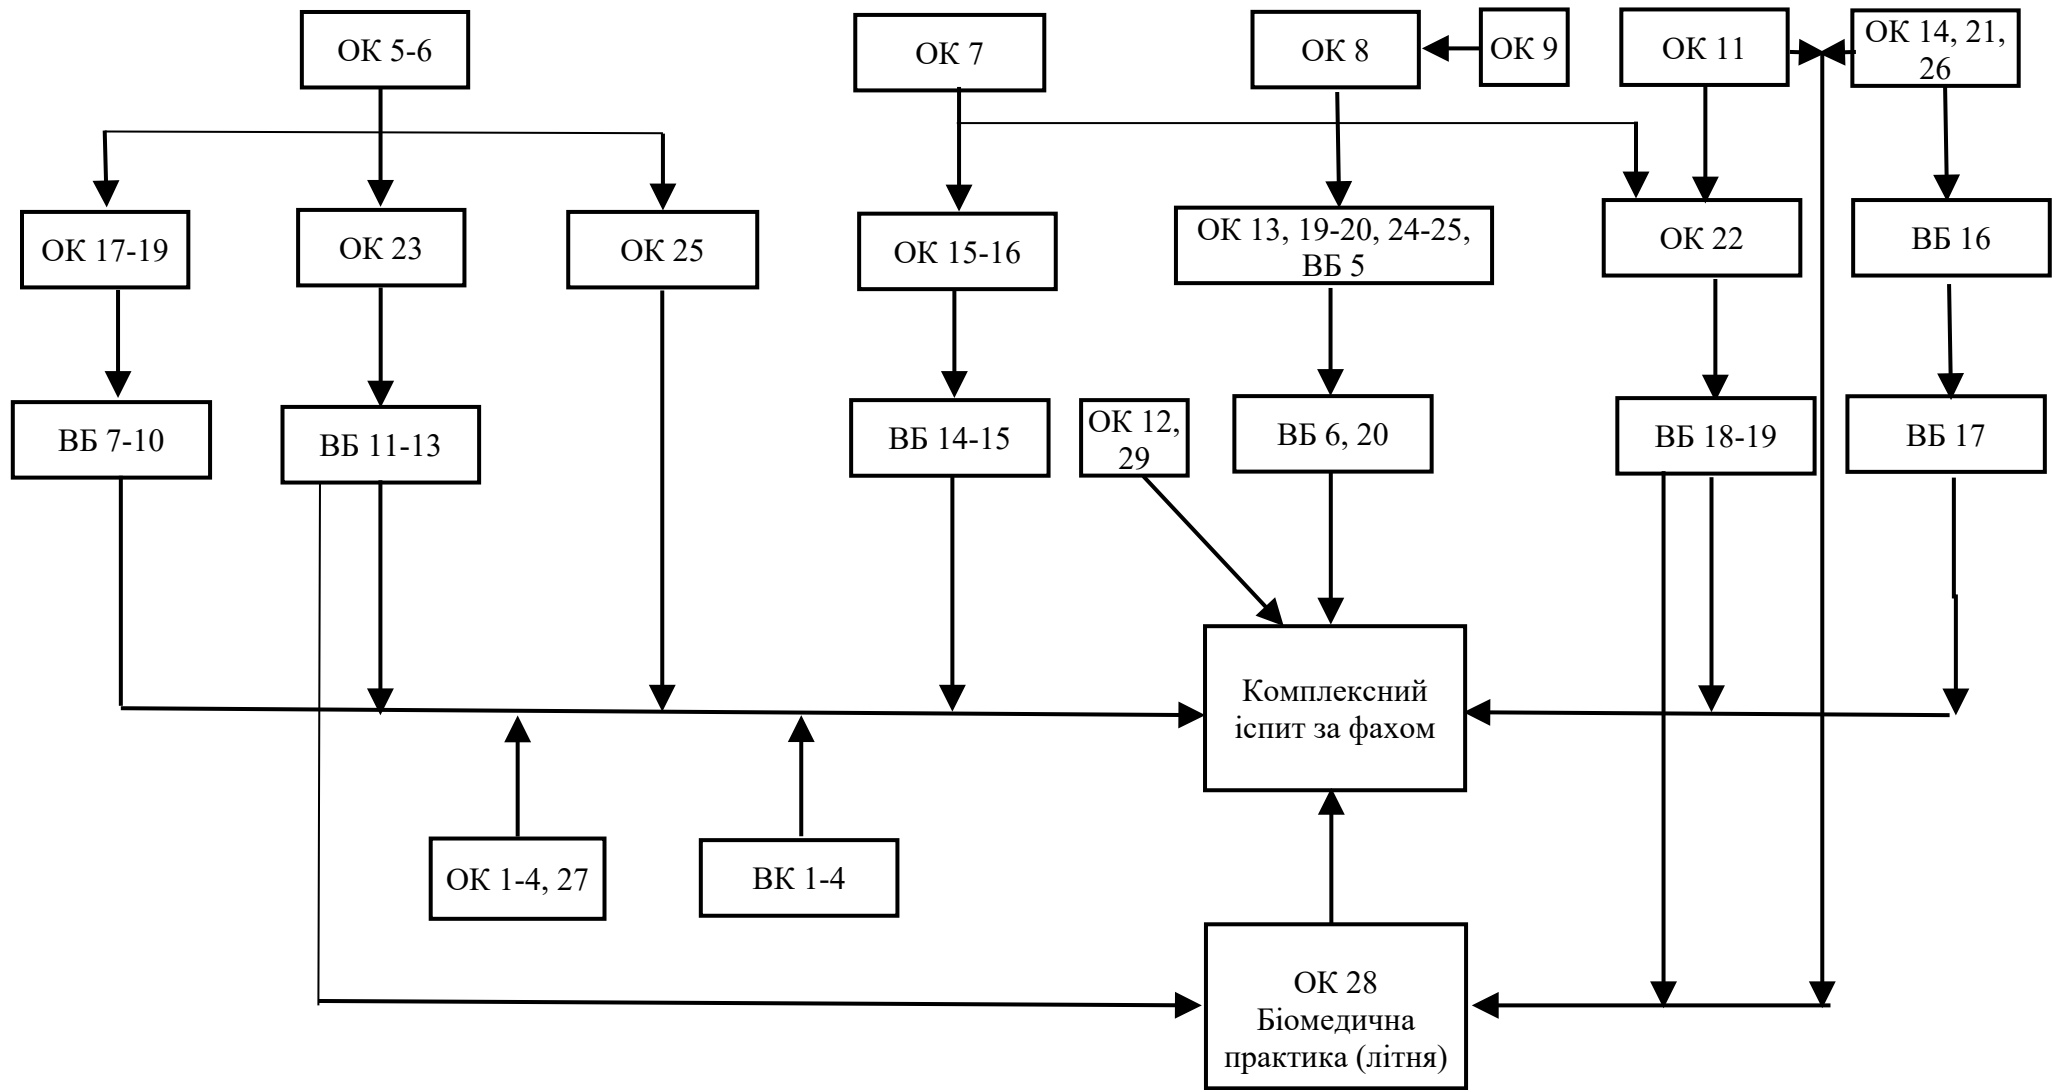 ОК 5-6
ОК 7
ОК 8
ОК 9
ОК 11
ОК 14, 21,
26
ОК 17-19
ОК 23
ОК 25
ОК 15-16
ОК 13, 19-20, 24-25,
ВБ 5
ОК 22
ВБ 16
ВБ 7-10
ВБ 11-13
ВБ 14-15
ОК 12,
29
ВБ 6, 20
ВБ 18-19
ВБ 17
Комплексний
іспит за фахом
ОК 1-4, 27
ВК 1-4
ОК 28
Біомедична
практика (літня)